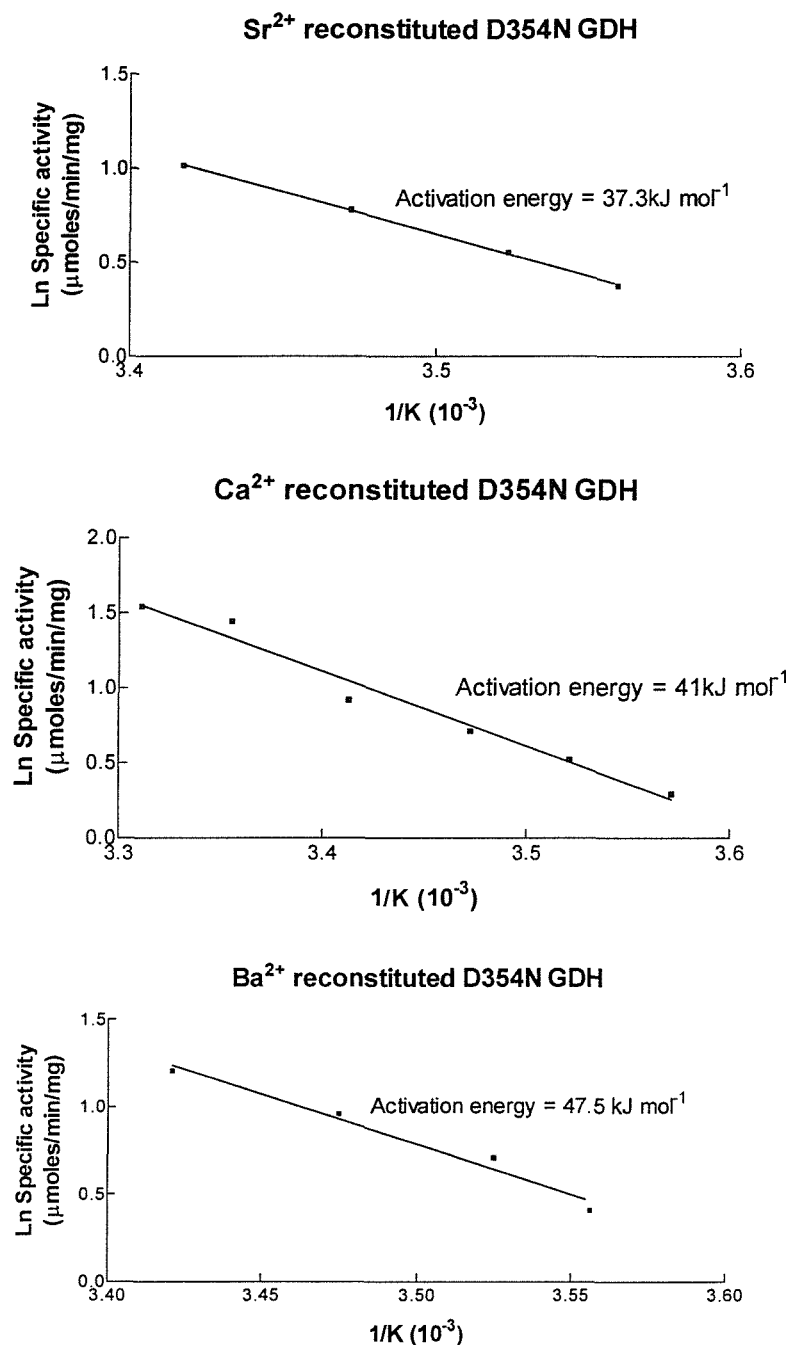 Sr²⁺ reconstituted D354N GDH
Ln Specific activity
(μmoles/min/mg)
1.5
1.0
0.5
0.0
Activation energy = 37.3kJ mol⁻¹
3.4
3.5
3.6
1/K (10⁻³)
Ca²⁺ reconstituted D354N GDH
Ln Specific activity
(μmoles/min/mg)
2.0
1.5
1.0
0.5
0.0
Activation energy = 41kJ mol⁻¹
3.3
3.4
3.5
3.6
1/K (10⁻³)
Ba²⁺ reconstituted D354N GDH
Ln Specific activity
(μmoles/min/mg)
1.5
1.0
0.5
0.0
Activation energy = 47.5 kJ mol⁻¹
3.40
3.45
3.50
3.55
3.60
1/K (10⁻³)